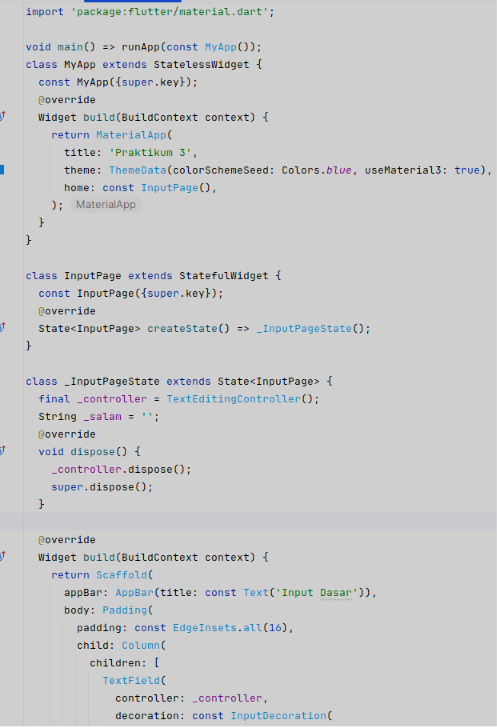 import 'package:flutter/material.dart';
void main() => runApp(const MyApp());
class MyApp extends StatelessWidget {
const MyApp({super.key});
@override
Widget build(BuildContext context) {
return MaterialApp(
title: 'Praktikum 3',
theme: ThemeData(colorSchemeSeed: Colors.blue, useMaterial3: true),
home: const InputPage(),
); MaterialApp
}
}
class InputPage extends StatefulWidget {
const InputPage({super.key});
@override
State<InputPage> createState() => _InputPageState();
}
class _InputPageState extends State<InputPage> {
final _controller = TextEditingController();
String _salam = '';
@override
void dispose() {
_controller.dispose();
super.dispose();
}
@override
Widget build(BuildContext context) {
return Scaffold(
appBar: AppBar(title: const Text('Input Dasar')),
body: Padding(
padding: const EdgeInsets.all(16),
child: Column(
children: [
TextField(
controller: _controller,
decoration: const InputDecoration(